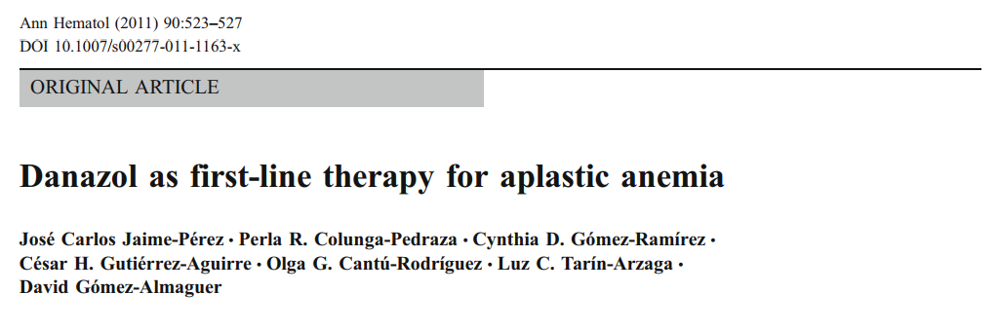 Ann Hematol (2011) 90:523–527
DOI 10.1007/s00277-011-1163-x
ORIGINAL ARTICLE
Danazol as first-line therapy for aplastic anemia
José Carlos Jaime-Pérez · Perla R. Colunga-Pedraza · Cynthia D. Gómez-Ramírez ·
César H. Gutiérrez-Aguirre · Olga G. Cantú-Rodríguez · Luz C. Tarín-Arzaga ·
David Gómez-Almaguer